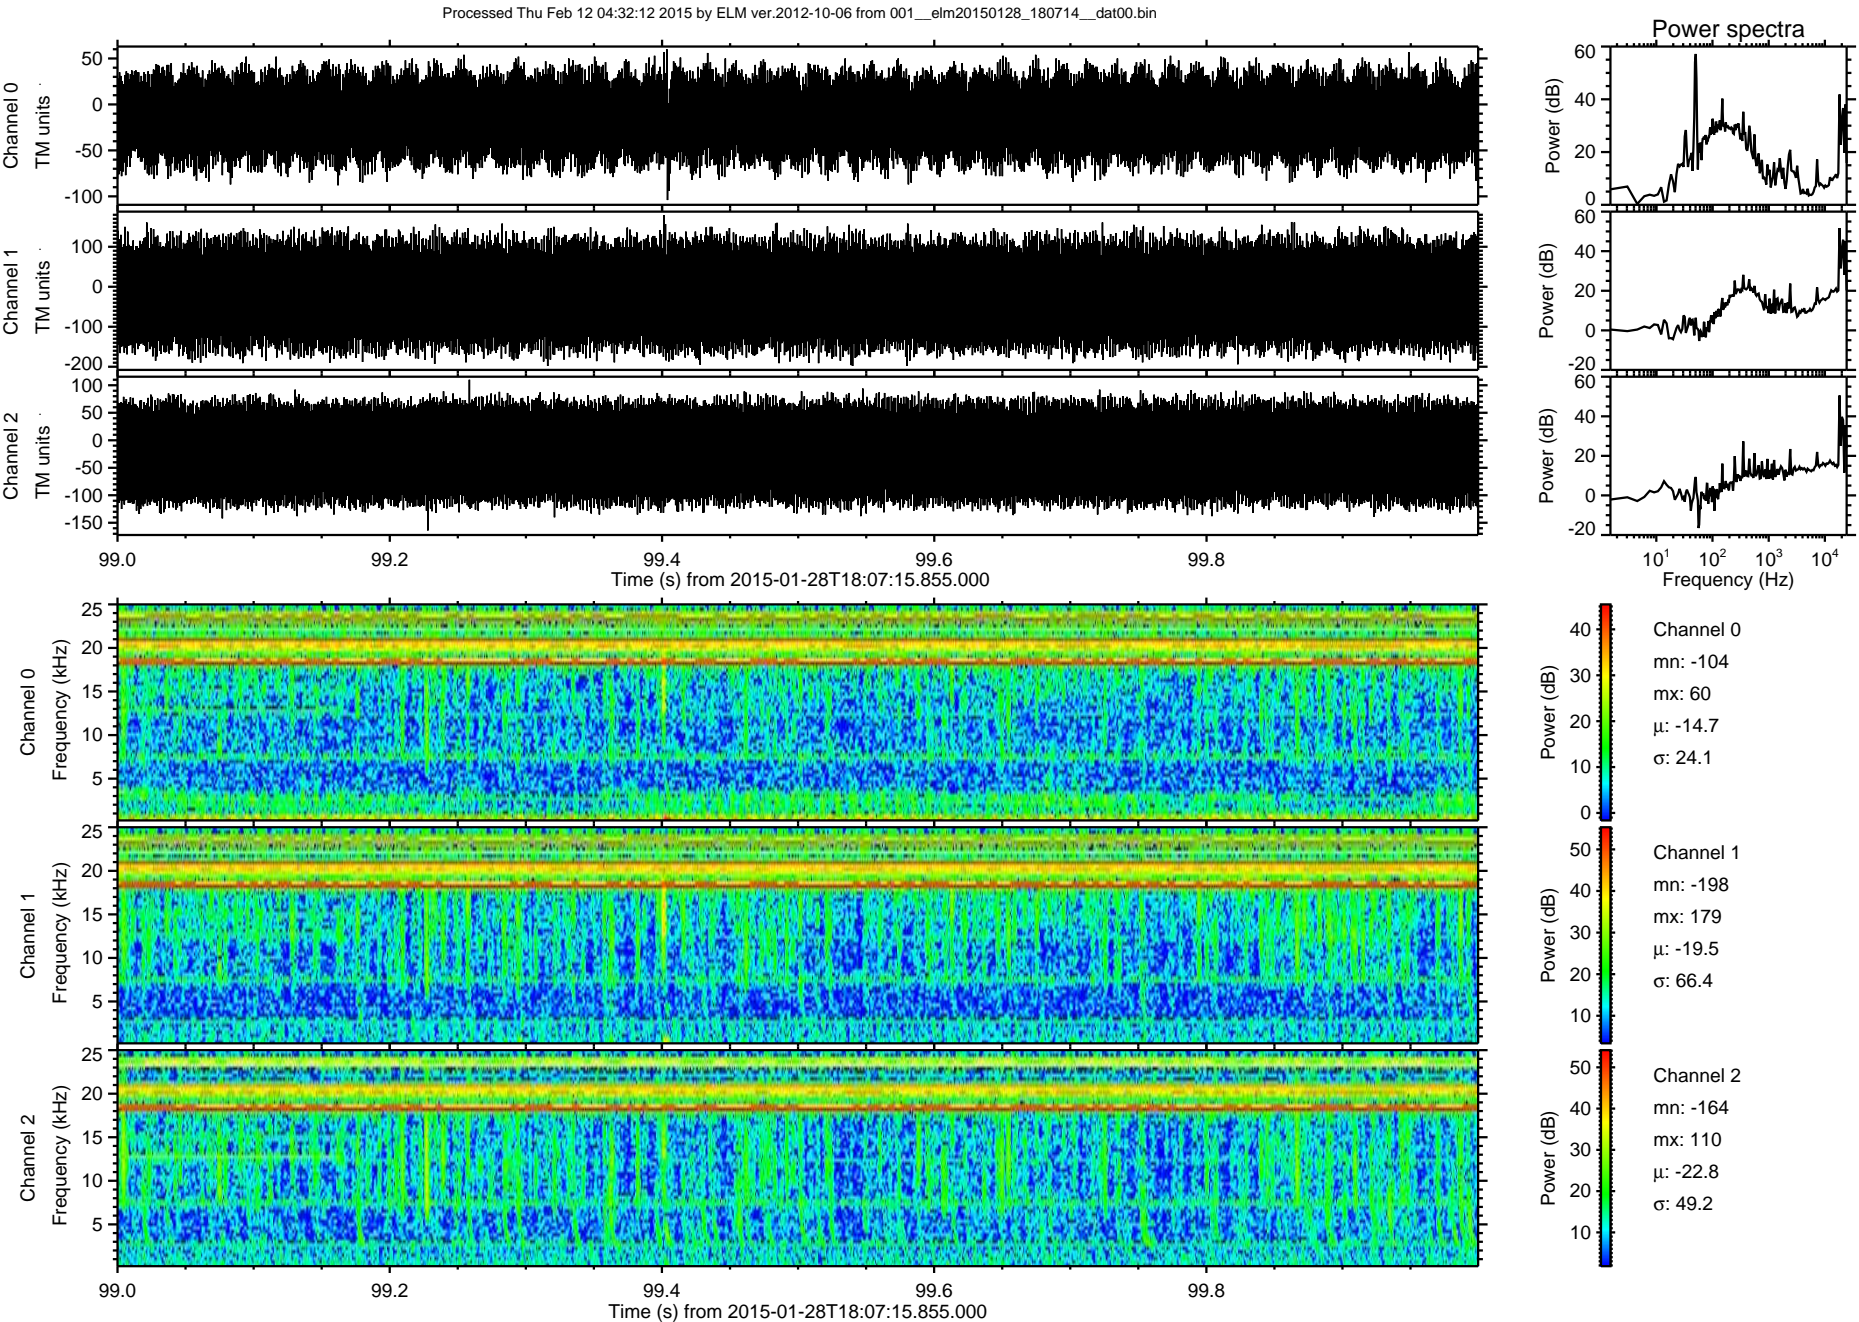 Processed Thu Feb 12 04:32:12 2015 by ELM ver.2012-10-06 from 001__elm20150128_180714__dat00.bin
Power spectra
Channel 0
TM units
50
0
-50
-100
Power (dB)
60
40
20
0
Channel 1
TM units
100
0
-100
-200
Power (dB)
60
40
20
0
-20
Channel 2
TM units
100
50
0
-50
-100
-150
Power (dB)
60
40
20
0
-20
99.0 99.2 99.4 99.6 99.8
Time (s) from 2015-01-28T18:07:15.855.000
10^1 10^2 10^3 10^4
Frequency (Hz)
Channel 0
Frequency (kHz)
25
20
15
10
5
Power (dB)
40
30
20
10
0
Channel 0
mn: -104
mx: 60
μ: -14.7
σ: 24.1
Channel 1
Frequency (kHz)
25
20
15
10
5
Power (dB)
50
40
30
20
10
Channel 1
mn: -198
mx: 179
μ: -19.5
σ: 66.4
Channel 2
Frequency (kHz)
25
20
15
10
5
Power (dB)
50
40
30
20
10
Channel 2
mn: -164
mx: 110
μ: -22.8
σ: 49.2
99.0 99.2 99.4 99.6 99.8
Time (s) from 2015-01-28T18:07:15.855.000